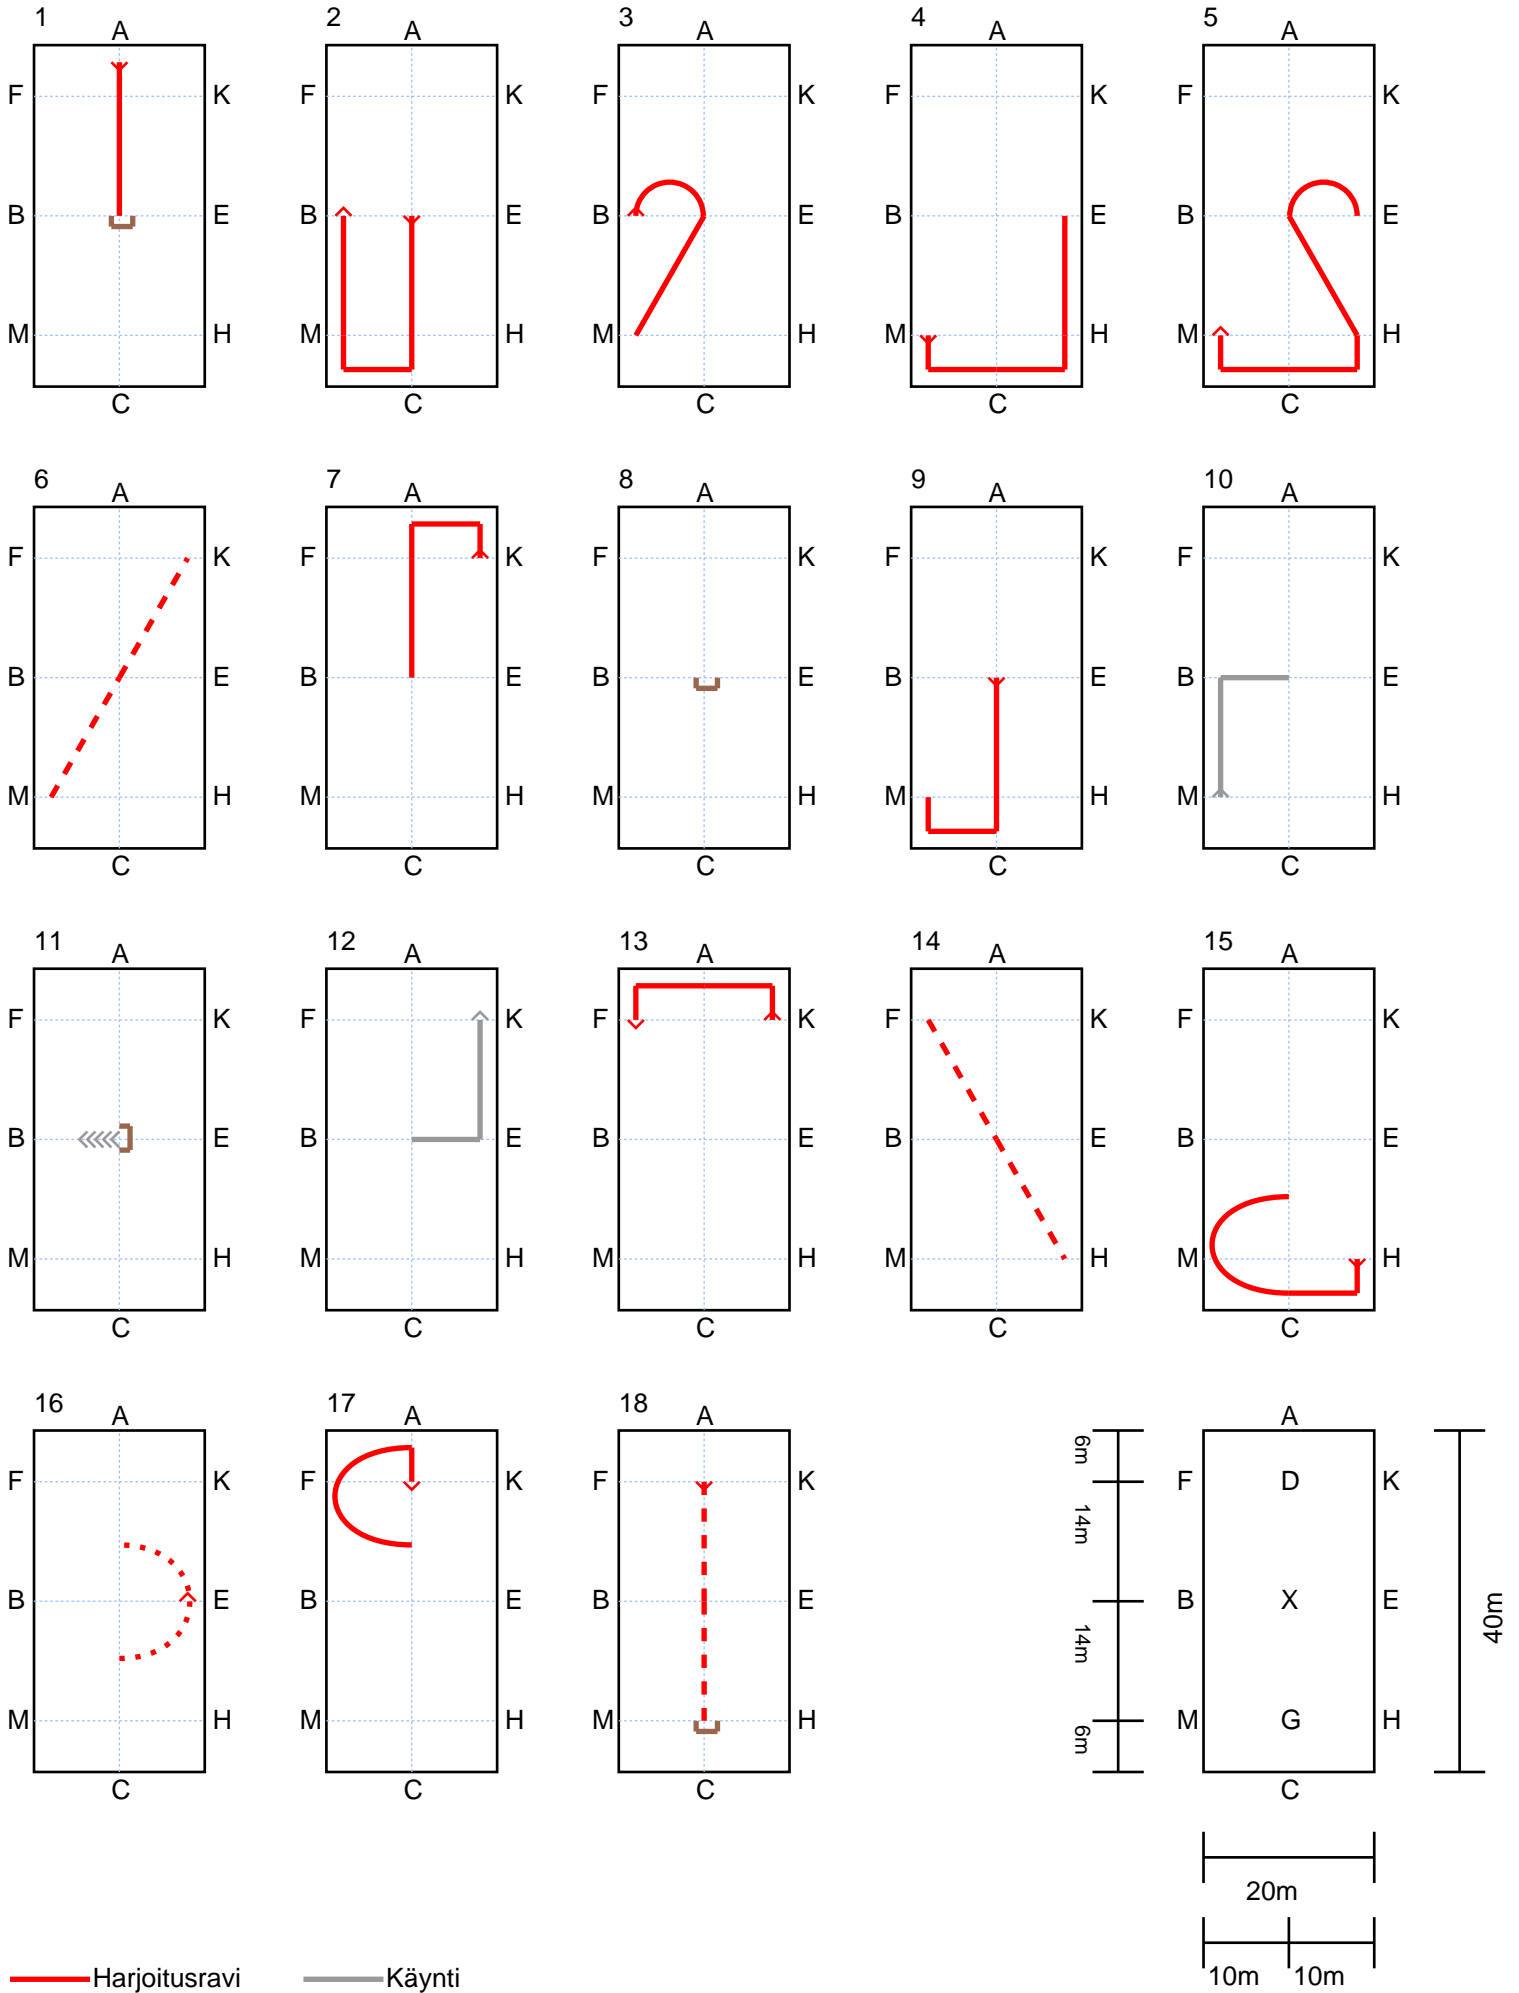 1 2 3 4 5
A A A A A
F K F K F K F K F K
B E B E B E B E B E
M H M H M H M H M H
C C C C C
6 7 8 9 10
A A A A A
F K F K F K F K F K
B E B E B E B E B E
M H M H M H M H M H
C C C C C
11 12 13 14 15
A A A A A
F K F K F K F K F K
B E B E B E B E B E
M H M H M H M H M H
C C C C C
16 17 18
A A A A
6m
F K F K F K F D K
14m
B E B E B E B X E
14m
40m
M H M H M H M G H
6m
C C C C
20m
10m 10m
Harjoitusravi Käynti